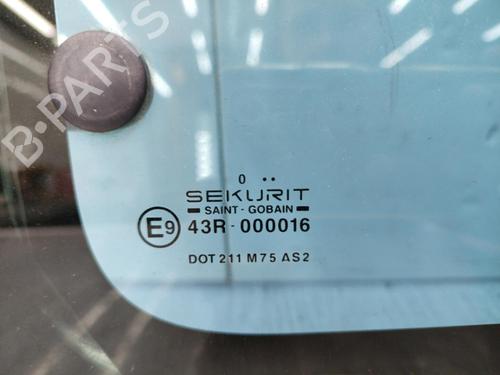 B-PARTS
0 ..
SEKURIT
SAINT-GOBAIN
E9 43R-000016
DOT 211 M75 AS2